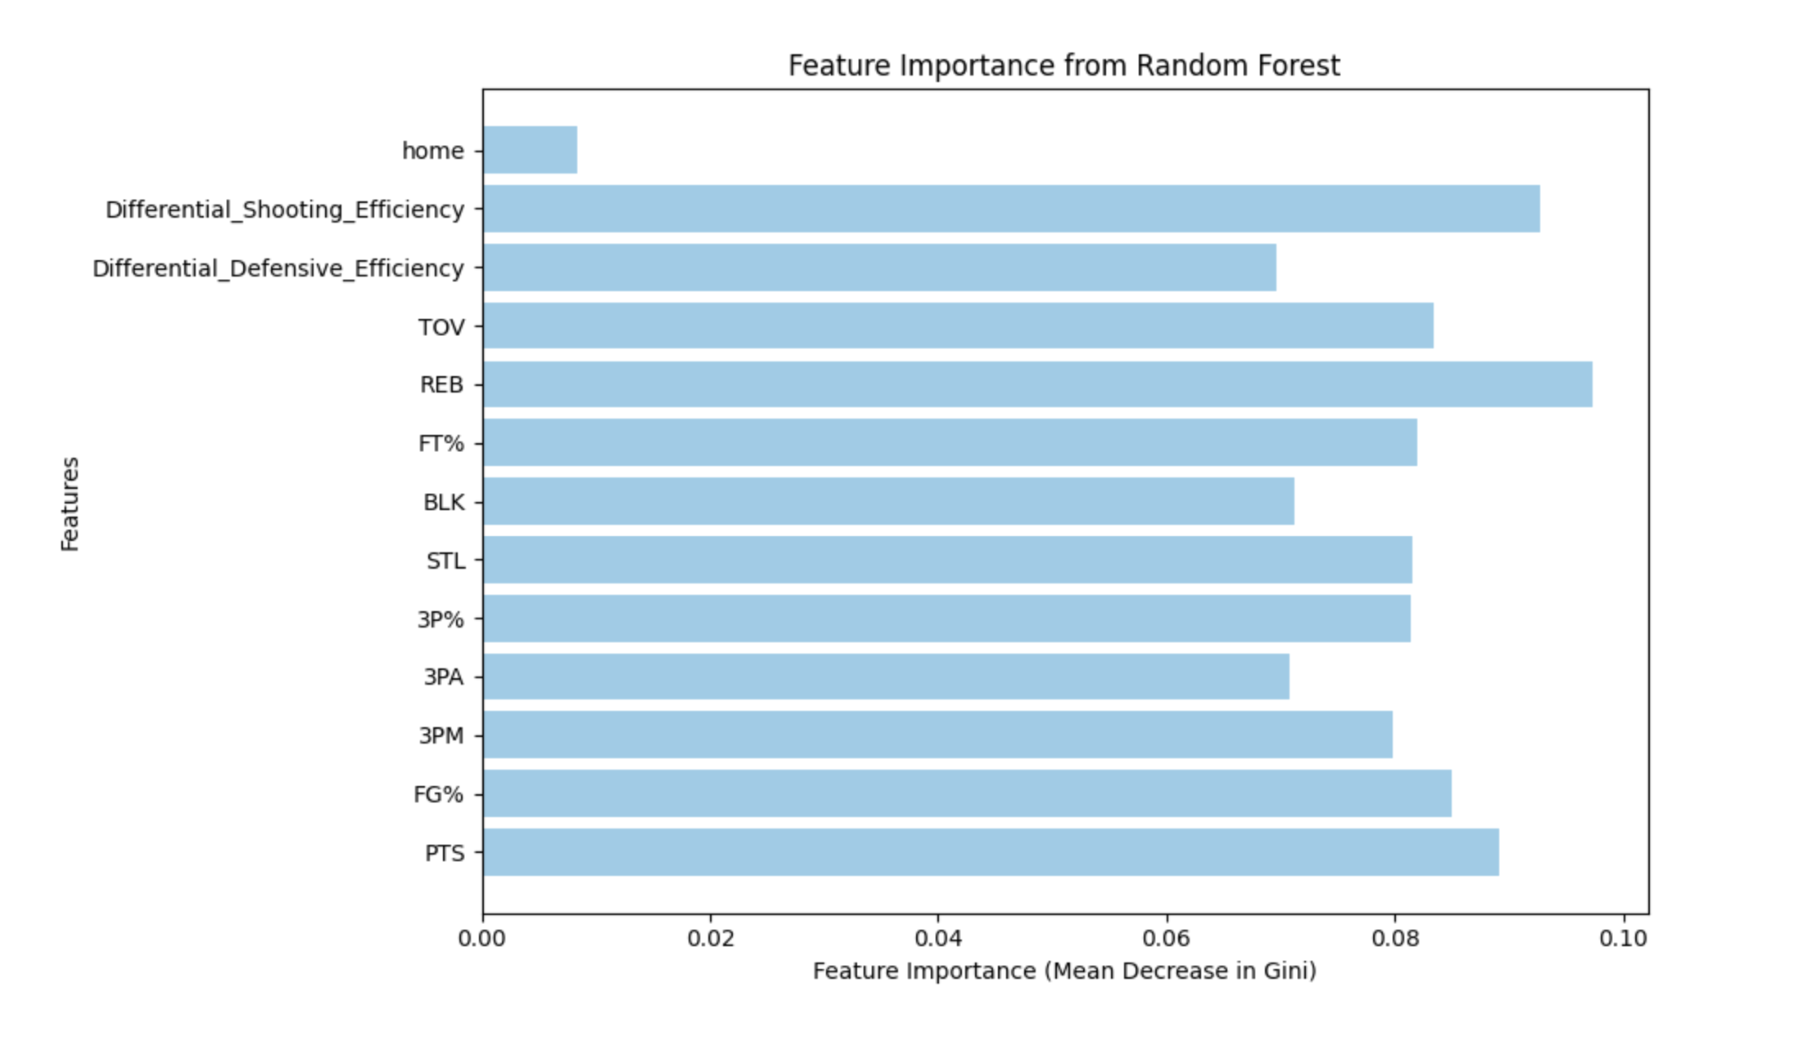 Feature Importance from Random Forest
home
Differential_Shooting_Efficiency
Differential_Defensive_Efficiency
TOV
REB
FT%
BLK
STL
3P%
3PA
3PM
FG%
PTS
Features
0.00 0.02 0.04 0.06 0.08 0.10
Feature Importance (Mean Decrease in Gini)